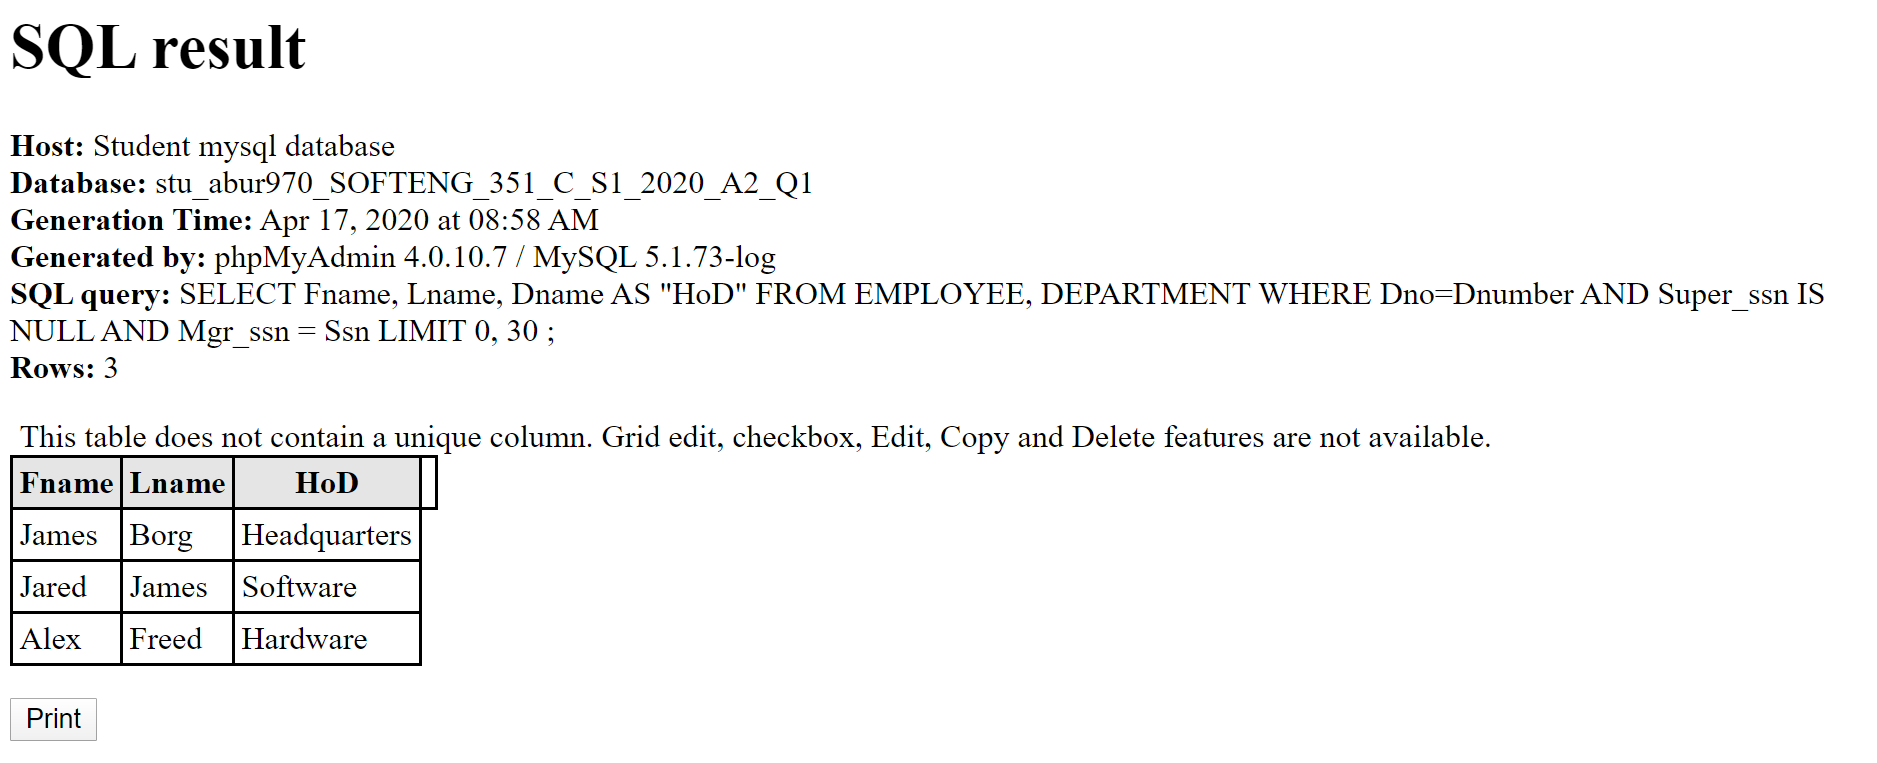 SQL result
Host: Student mysql database
Database: stu_abur970_SOFTENG_351_C_S1_2020_A2_Q1
Generation Time: Apr 17, 2020 at 08:58 AM
Generated by: phpMyAdmin 4.0.10.7 / MySQL 5.1.73-log
SQL query: SELECT Fname, Lname, Dname AS "HoD" FROM EMPLOYEE, DEPARTMENT WHERE Dno=Dnumber AND Super_ssn IS
NULL AND Mgr_ssn = Ssn LIMIT 0, 30 ;
Rows: 3
This table does not contain a unique column. Grid edit, checkbox, Edit, Copy and Delete features are not available.
Fname Lname HoD
James Borg Headquarters
Jared James Software
Alex Freed Hardware
Print